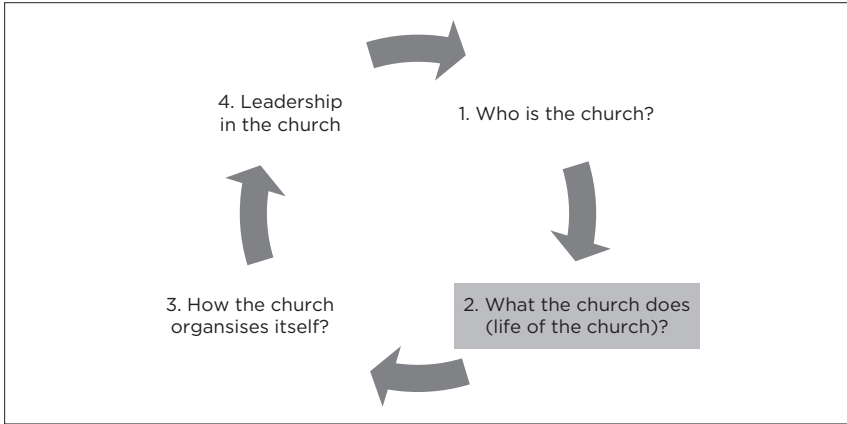 4. Leadership
in the church
1. Who is the church?
3. How the church
organsises itself?
2. What the church does
(life of the church)?